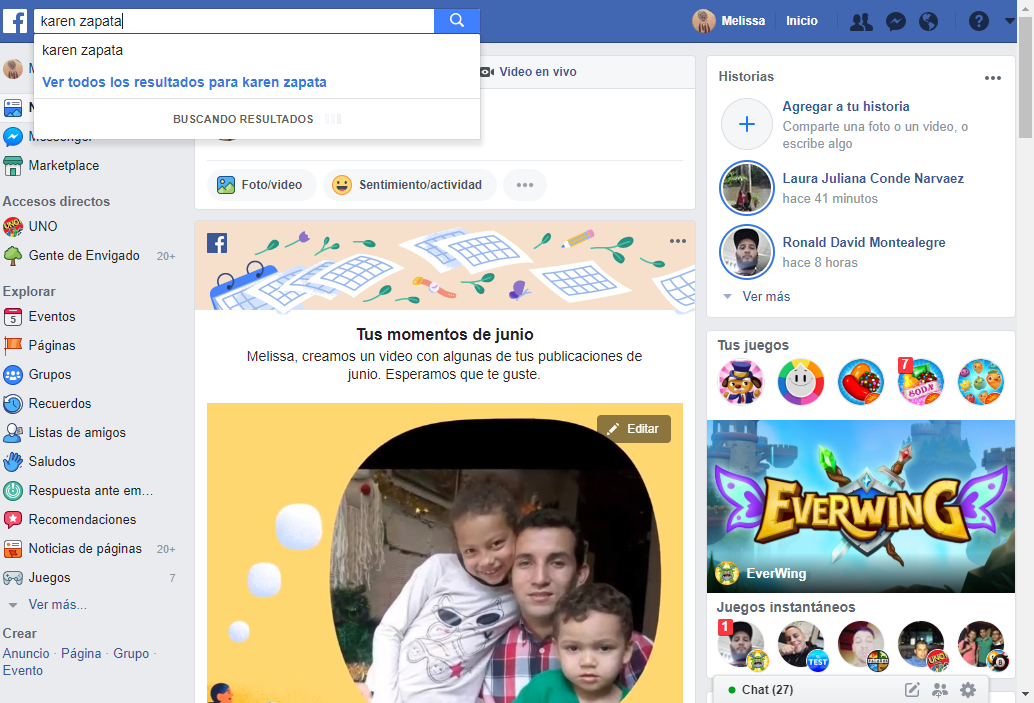 karen zapata
Melissa
Inicio
karen zapata
Ver todos los resultados para karen zapata
BUSCANDO RESULTADOS
Video en vivo
Messenger
Marketplace
Accesos directos
UNO
Gente de Envigado 20+
Explorar
Eventos
Páginas
Grupos
Recuerdos
Listas de amigos
Saludos
Respuesta ante em...
Recomendaciones
Noticias de páginas 20+
Juegos 7
Ver más...
Crear
Anuncio · Página · Grupo ·
Evento
Foto/video
Sentimiento/actividad
Tus momentos de junio
Melissa, creamos un video con algunas de tus publicaciones de
junio. Esperamos que te guste.
Editar
Historias
Agregar a tu historia
Comparte una foto o un video, o
escribe algo
Laura Juliana Conde Narvaez
hace 41 minutos
Ronald David Montealegre
hace 8 horas
Ver más
Tus juegos
7
SODA
EVERWING
EverWing
Juegos instantáneos
1
TEST
UNO
8
Chat (27)